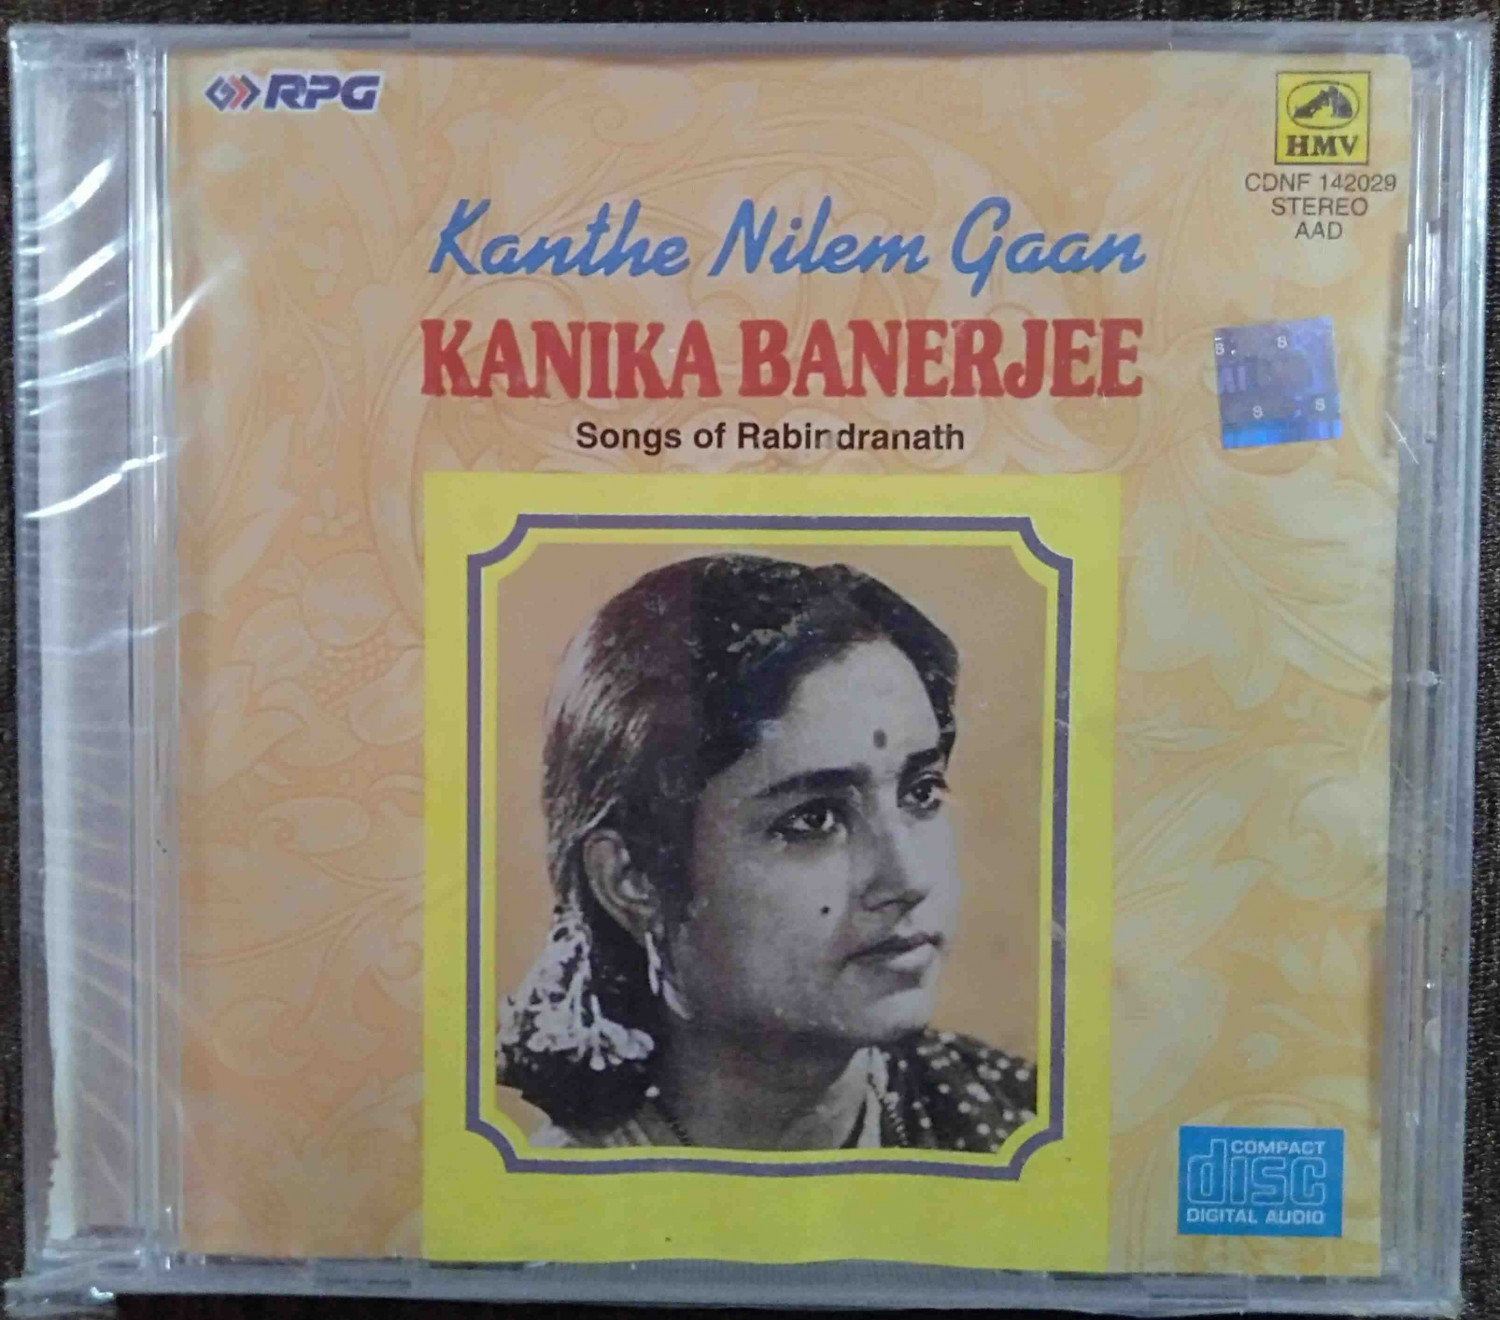 RPG
HMV
CDNF 142029
STEREO
AAD
Kanthe Nilem Gaan
KANIKA BANERJEE
Songs of Rabindranath
COMPACT
disc
DIGITAL AUDIO